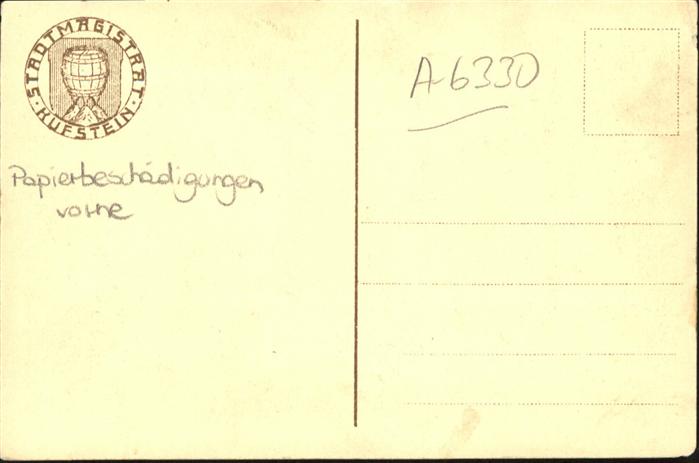 STADTMAGISTRAT
· KUFSTEIN ·
Papierbeschädigungen
vorne
A-6330